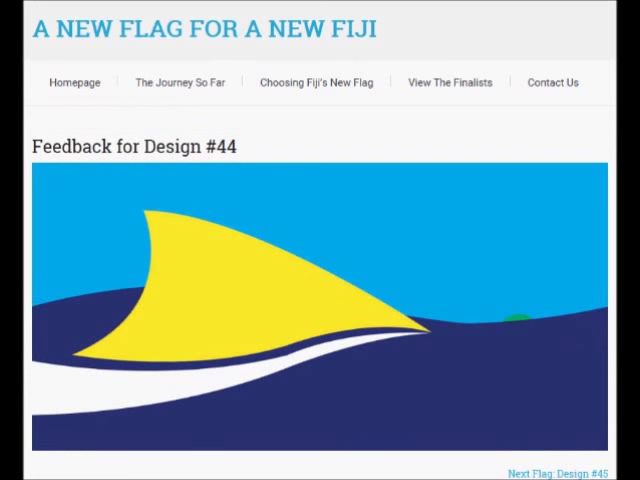 A NEW FLAG FOR A NEW FIJI
Homepage The Journey So Far Choosing Fiji's New Flag View The Finalists Contact Us
Feedback for Design #44
Next Flag: Design #45